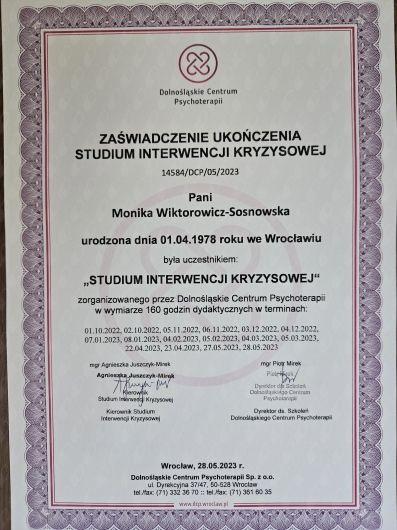 Dolnośląskie Centrum
Psychoterapii
ZAŚWIADCZENIE UKOŃCZENIA
STUDIUM INTERWENCJI KRYZYSOWEJ
14584/DCP/05/2023
Pani
Monika Wiktorowicz-Sosnowska
urodzona dnia 01.04.1978 roku we Wrocławiu
była uczestnikiem:
„STUDIUM INTERWENCJI KRYZYSOWEJ“
zorganizowanego przez Dolnośląskie Centrum Psychoterapii
w wymiarze 160 godzin dydaktycznych w terminach:
01.10.2022, 02.10.2022, 05.11.2022, 06.11.2022, 03.12.2022, 04.12.2022,
07.01.2023, 08.01.2023, 04.02.2023, 05.02.2023, 04.03.2023, 05.03.2023,
22.04.2023, 23.04.2023, 27.05.2023, 28.05.2023
mgr Agnieszka Juszczyk-Mirek
Agnieszka Juszczyk-Mirek
Kierownik
Studium Interwencji Kryzysowej
Kierownik Studium
Interwencji Kryzysowej
mgr Piotr Mirek
Piotr Mirek
Dyrektor ds. Szkoleń
Dolnośląskiego Centrum
Psychoterapii
Dyrektor ds. Szkoleń
Dolnośląskiego Centrum Psychoterapii
Wrocław, 28.05.2023 r.
Dolnośląskie Centrum Psychoterapii Sp. z o.o.
ul. Dyrekcyjna 37/47, 50-528 Wrocław
tel./fax: (71) 332 36 70 :: tel./fax: (71) 361 60 35
www.dcp.wroclaw.pl